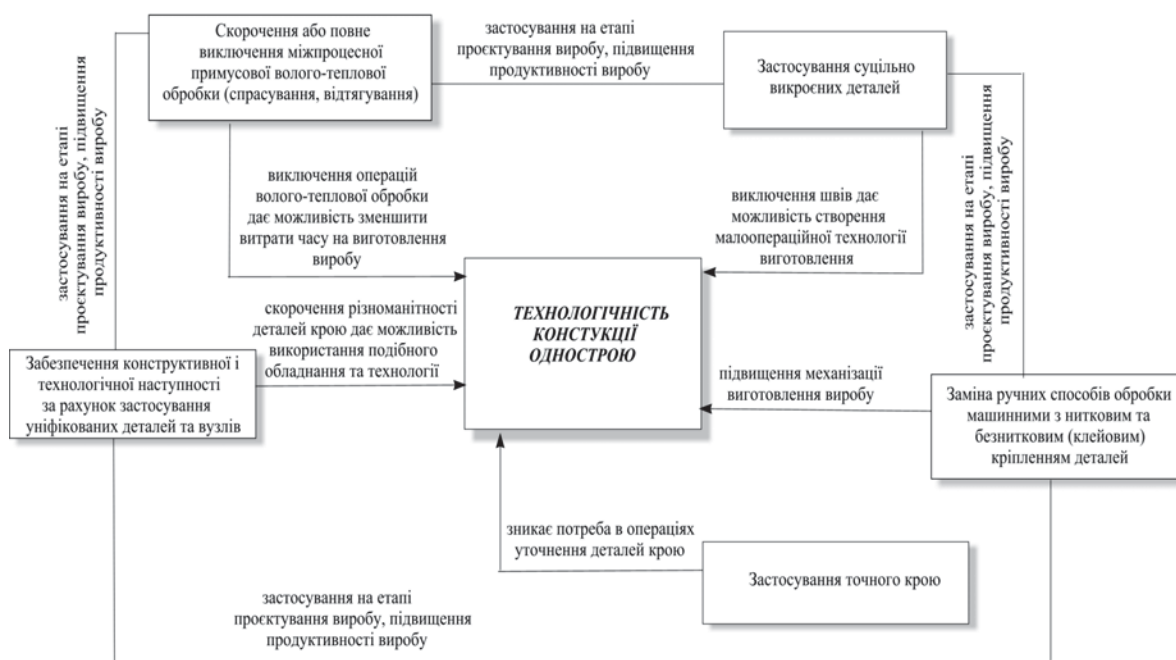 Скорочення або повне
виключення міжпроцесної
примусової волого-теплової
обробки (спрасування, відтягування)
застосування на етапі
проєктування виробу, підвищення
продуктивності виробу
Застосування суцільно
викроєних деталей
застосування на етапі
проєктування виробу, підвищення
продуктивності виробу
виключення операцій
волого-теплової обробки
дає можливість зменшити
витрати часу на виготовлення
виробу
виключення швів дає
можливість створення
малоопераційної технології
виготовлення
застосування на етапі
проєктування виробу, підвищення
продуктивності виробу
скорочення різноманітності
деталей крою дає можливість
використання подібного
обладнання та технології
ТЕХНОЛОГІЧНІСТЬ
КОНСТУКЦІЇ
ОДНОСТРОЮ
Забезпечення конструктивної і
технологічної наступності
за рахунок застосування
уніфікованих деталей та вузлів
підвищення механізації
виготовлення виробу
Заміна ручних способів обробки
машинними з нитковим та
безнитковим (клейовим)
кріпленням деталей
зникає потреба в операціях
уточнення деталей крою
Застосування точного крою
застосування на етапі
проєктування виробу, підвищення
продуктивності виробу